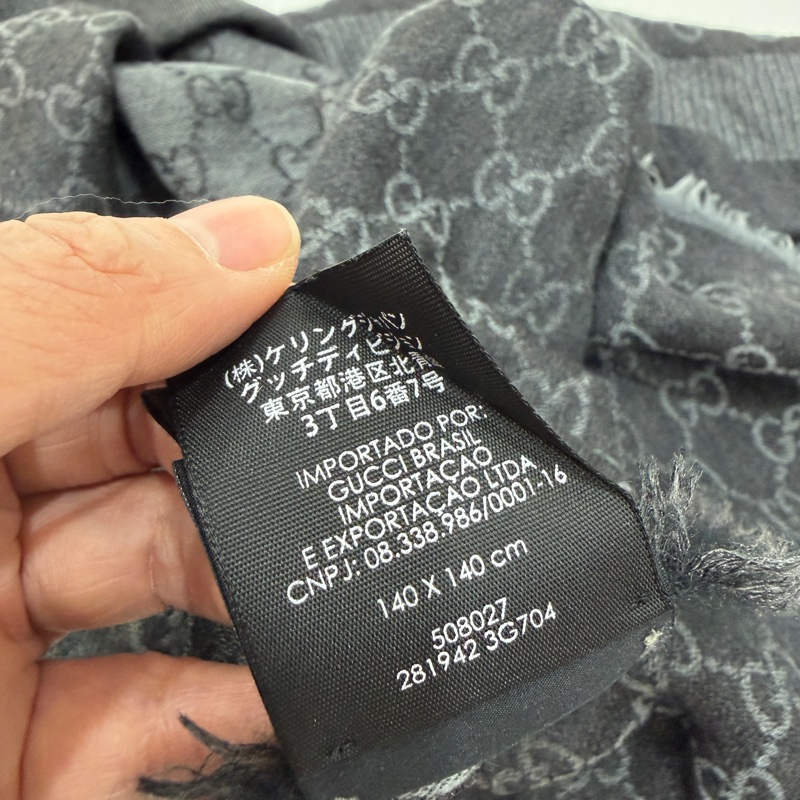 (株)ケリングジャパン
グッチディビジョン
東京都港区北青山
3丁目6番7号
IMPORTADO POR:
GUCCI BRASIL
IMPORTAÇAO
E EXPORTAÇAO LTDA
CNPJ: 08.338.986/0001-16
140 X 140 cm
508027
281942 3G704